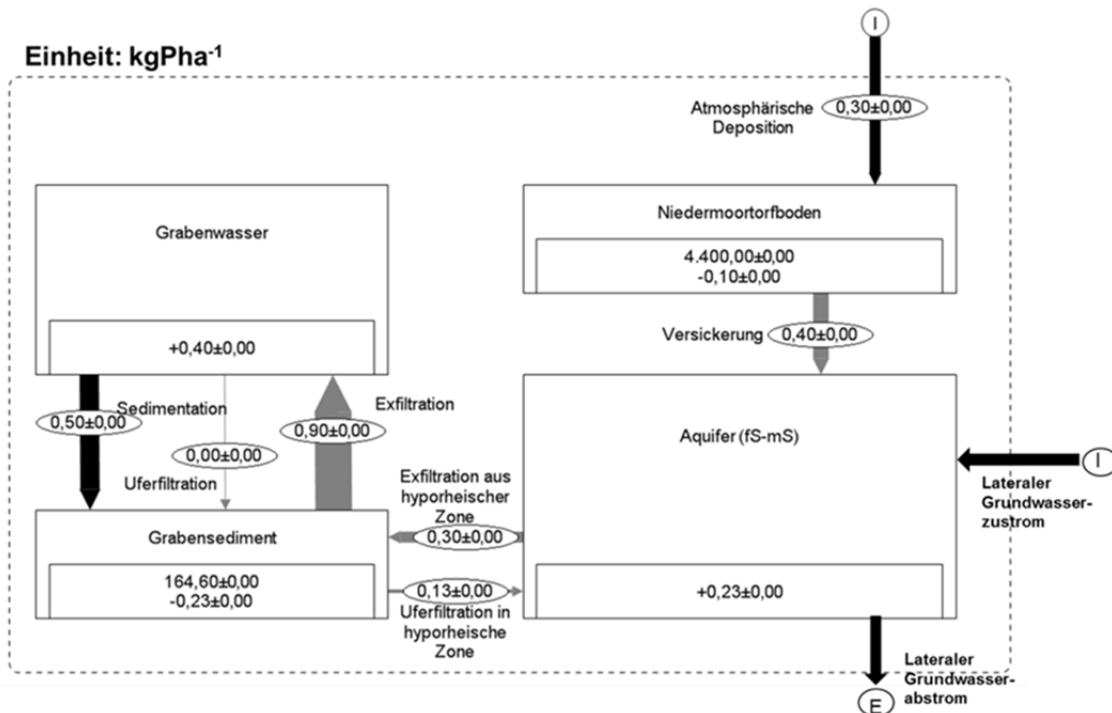 Einheit: kgPha⁻¹
I
Atmosphärische
Deposition
0,30±0,00
Grabenwasser
+0,40±0,00
Niedermoortorfboden
4.400,00±0,00
-0,10±0,00
Versickerung
0,40±0,00
Sedimentation
0,50±0,00
0,00±0,00
Uferfiltration
Exfiltration
0,90±0,00
Aquifer (fS-mS)
+0,23±0,00
I
Lateraler
Grundwasser-
zustrom
Exfiltration aus
hyporheischer
Zone
0,30±0,00
Grabensediment
164,60±0,00
-0,23±0,00
0,13±0,00
Uferfiltration in
hyporheische
Zone
Lateraler
Grundwasser-
abstrom
E